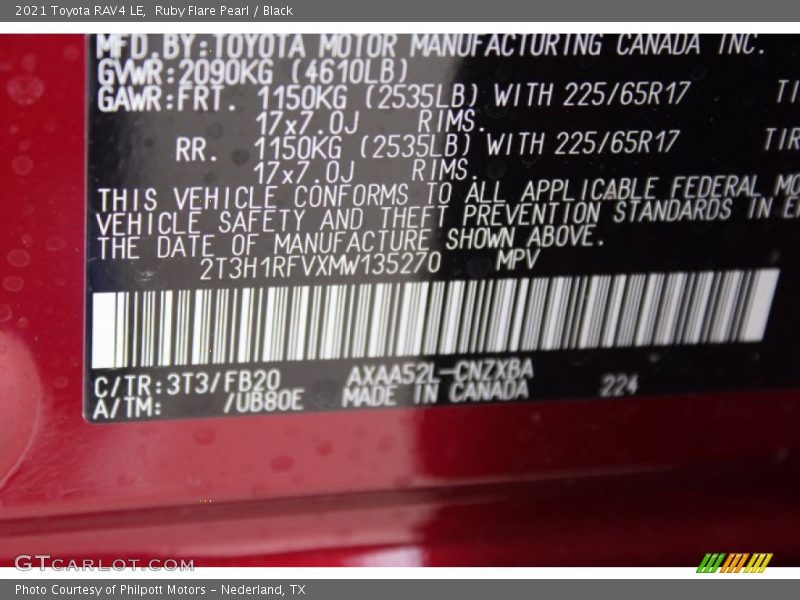 2021 Toyota RAV4 LE, Ruby Flare Pearl / Black
MFD.BY:TOYOTA MOTOR MANUFACTURING CANADA INC.
GVWR:2090KG (4610LB)
GAWR:FRT. 1150KG (2535LB) WITH 225/65R17 TI
17x7.0J RIMS.
RR. 1150KG (2535LB) WITH 225/65R17 TIR
17x7.0J RIMS.
THIS VEHICLE CONFORMS TO ALL APPLICABLE FEDERAL MO
VEHICLE SAFETY AND THEFT PREVENTION STANDARDS IN E
THE DATE OF MANUFACTURE SHOWN ABOVE.
2T3H1RFVXMW135270 MPV
C/TR:3T3/FB20 AXAA52L-CNZXBA 224
A/TM: /UB80E MADE IN CANADA
GTCARLOT.COM
Photo Courtesy of Philpott Motors - Nederland, TX